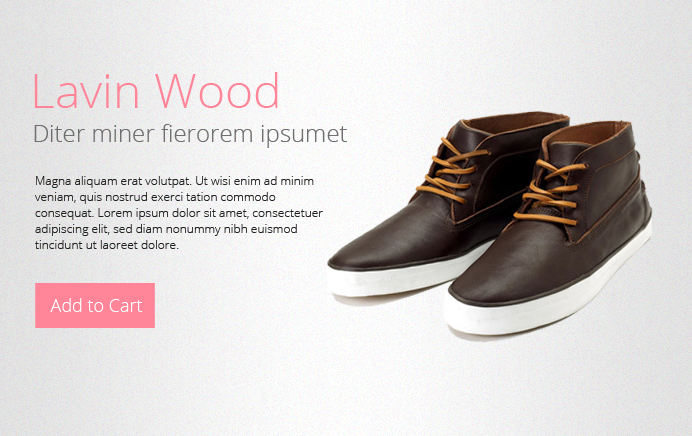 Lavin Wood
Diter miner fierorem ipsumet
Magna aliquam erat volutpat. Ut wisi enim ad minim
veniam, quis nostrud exerci tation commodo
consequat. Lorem ipsum dolor sit amet, consectetuer
adipiscing elit, sed diam nonummy nibh euismod
tincidunt ut laoreet dolore.
Add to Cart